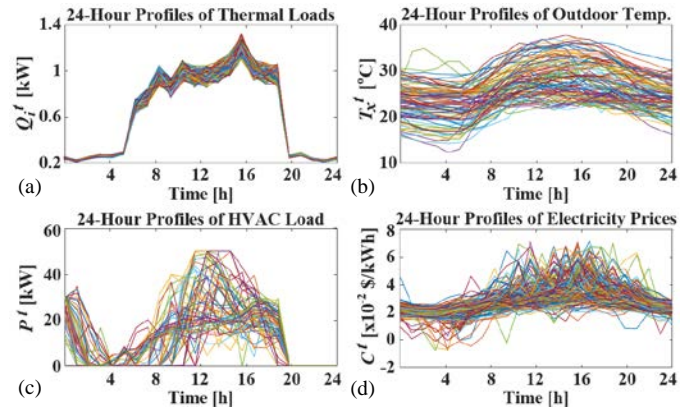 24-Hour Profiles of Thermal Loads
1.4
1
0.6
0.2
Q_i^t [kW]
4 8 12 16 20 24
Time [h]
(a)
24-Hour Profiles of Outdoor Temp.
40
30
20
10
T_x^t [°C]
4 8 12 16 20 24
Time [h]
(b)
24-Hour Profiles of HVAC Load
60
40
20
0
P^t [kW]
4 8 12 16 20 24
Time [h]
(c)
24-Hour Profiles of Electricity Prices
8
6
4
2
0
-2
C^t [x10^-2 $/kWh]
4 8 12 16 20 24
Time [h]
(d)